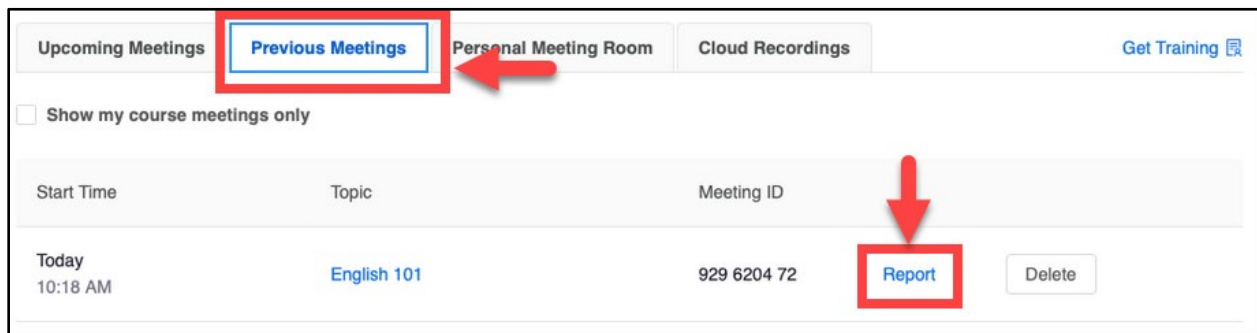 Upcoming Meetings Previous Meetings Personal Meeting Room Cloud Recordings Get Training
Show my course meetings only
Start Time Topic Meeting ID
Today
10:18 AM English 101 929 6204 72 Report Delete